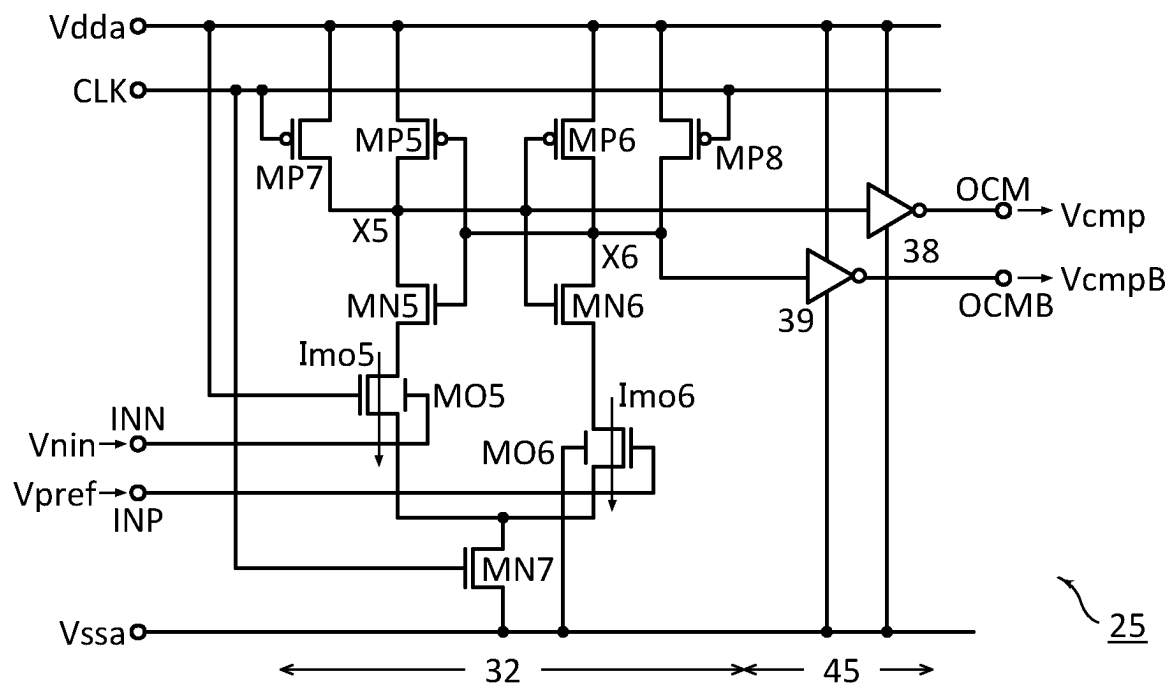 Vdda
CLK
MP7
MP5
MP6
MP8
X5
X6
OCM
Vcmp
38
VcmpB
OCMB
39
MN5
MN6
Imo5
MO5
Imo6
INN
Vnin
MO6
Vpref
INP
MN7
Vssa
25
32
45